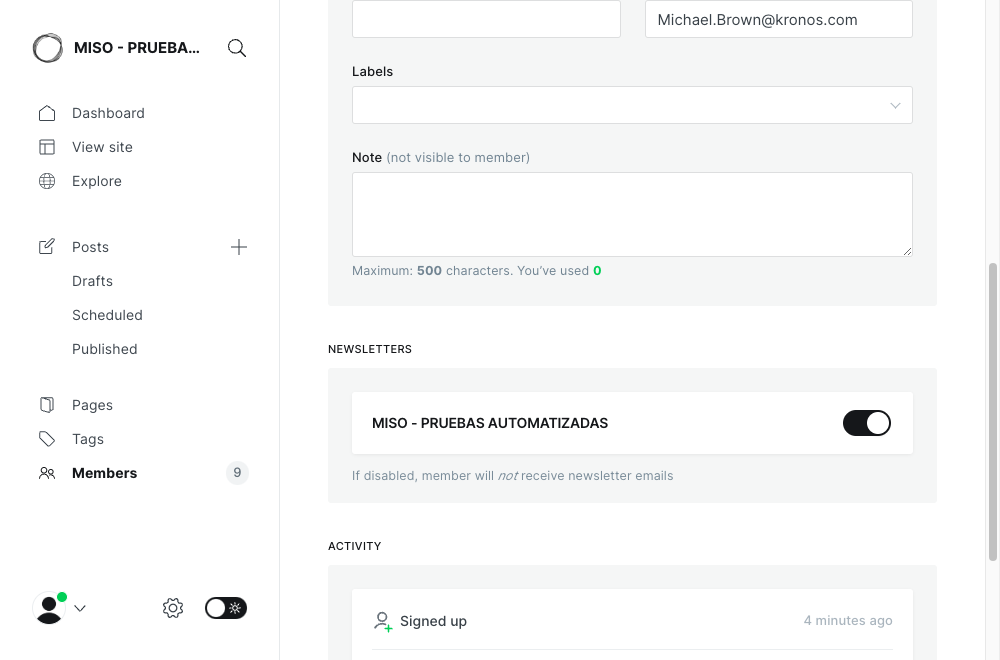 MISO - PRUEBA...
Dashboard
View site
Explore
Posts
Drafts
Scheduled
Published
Pages
Tags
Members
9
Michael.Brown@kronos.com
Labels
Note (not visible to member)
Maximum: 500 characters. You've used 0
NEWSLETTERS
MISO - PRUEBAS AUTOMATIZADAS
If disabled, member will not receive newsletter emails
ACTIVITY
Signed up
4 minutes ago